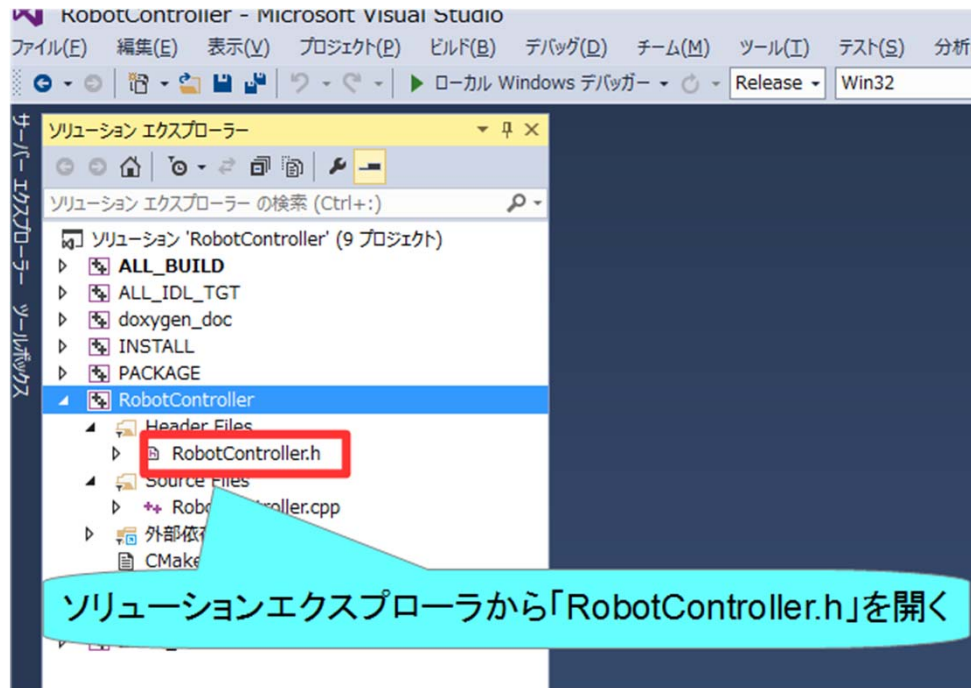 RobotController - Microsoft Visual Studio
ファイル(F) 編集(E) 表示(V) プロジェクト(P) ビルド(B) デバッグ(D) チーム(M) ツール(T) テスト(S) 分析
ローカル Windows デバッガー Release Win32
サーバー エクスプローラー
ツールボックス
ソリューション エクスプローラー
ソリューション エクスプローラー の検索 (Ctrl+:)
ソリューション 'RobotController' (9 プロジェクト)
ALL_BUILD
ALL_IDL_TGT
doxygen_doc
INSTALL
PACKAGE
RobotController
Header Files
RobotController.h
Source Files
外部依
CMake
ソリューションエクスプローラから「RobotController.h」を開く